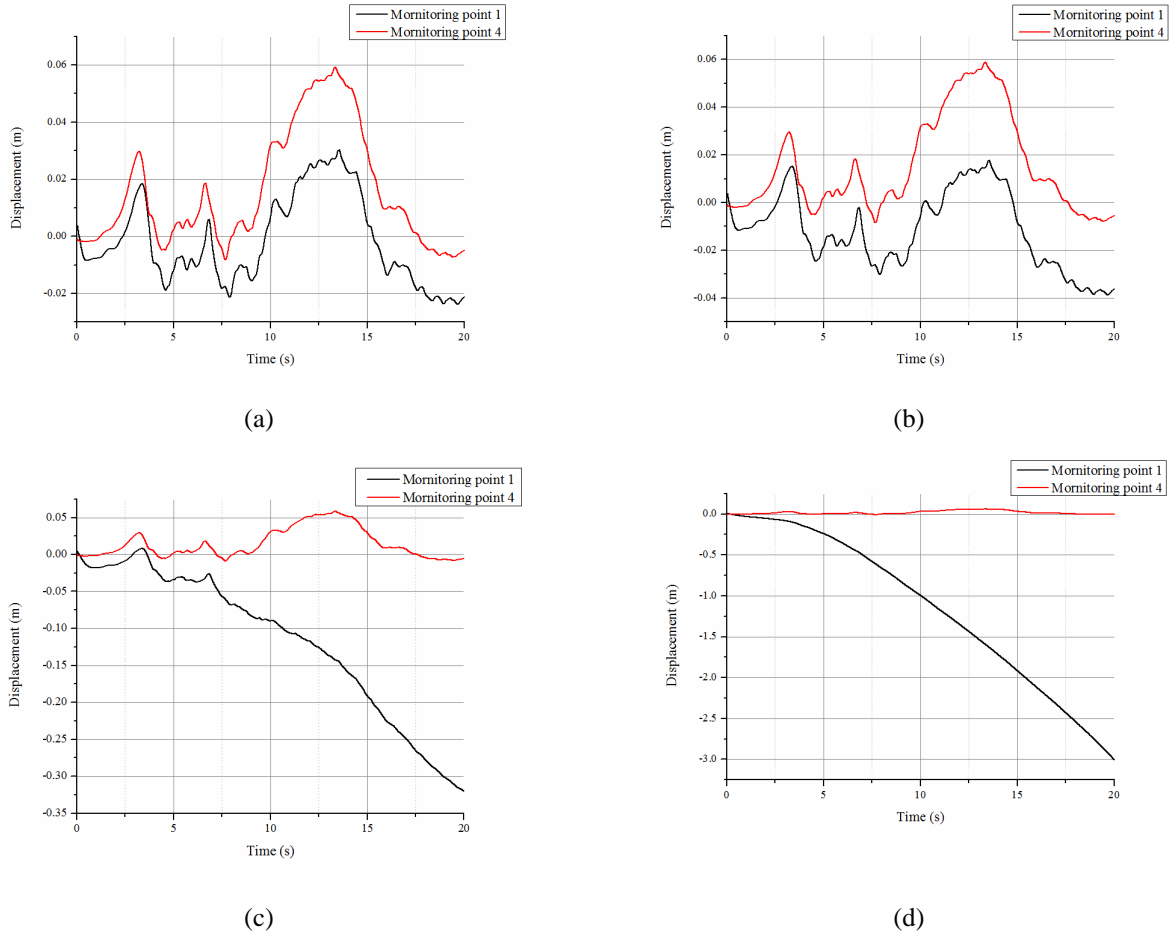 Mornitoring point 1
Mornitoring point 4
0.06
0.04
0.02
0.00
-0.02
Displacement (m)
0
5
10
15
20
Time (s)
(a)
Mornitoring point 1
Mornitoring point 4
0.06
0.04
0.02
0.00
-0.02
-0.04
Displacement (m)
0
5
10
15
20
Time (s)
(b)
Mornitoring point 1
Mornitoring point 4
0.05
0.00
-0.05
-0.10
-0.15
-0.20
-0.25
-0.30
-0.35
Displacement (m)
0
5
10
15
20
Time (s)
(c)
Mornitoring point 1
Mornitoring point 4
0.0
-0.5
-1.0
-1.5
-2.0
-2.5
-3.0
Displacement (m)
0
5
10
15
20
Time (s)
(d)